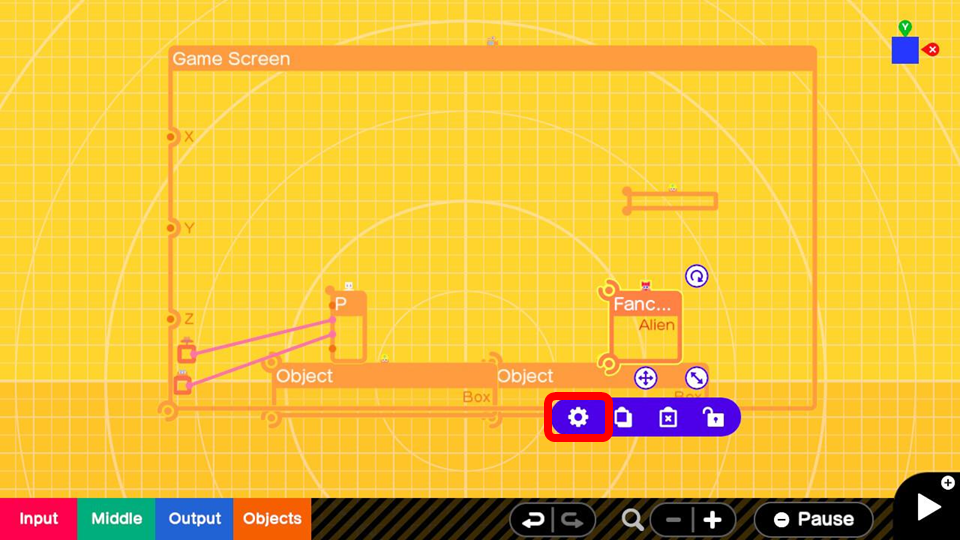 Y
X
Game Screen
X
Y
Z
P
Fanc...
Alien
Object
Object
Box
Box
Input
Middle
Output
Objects
Pause